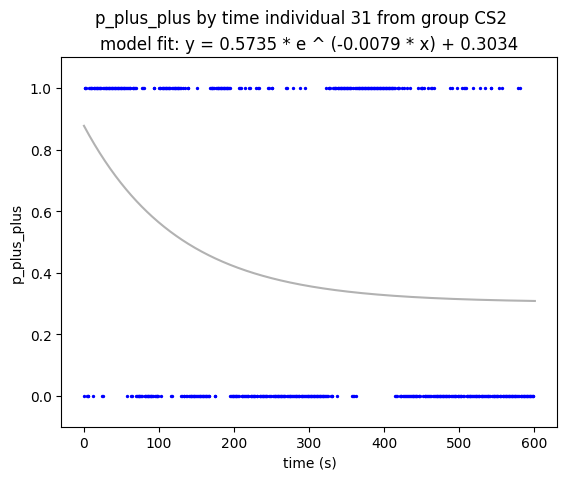 p_plus_plus by time individual 31 from group CS2
model fit: y = 0.5735 * e ^ (-0.0079 * x) + 0.3034
1.0
0.8
0.6
0.4
0.2
0.0
p_plus_plus
0 100 200 300 400 500 600
time (s)